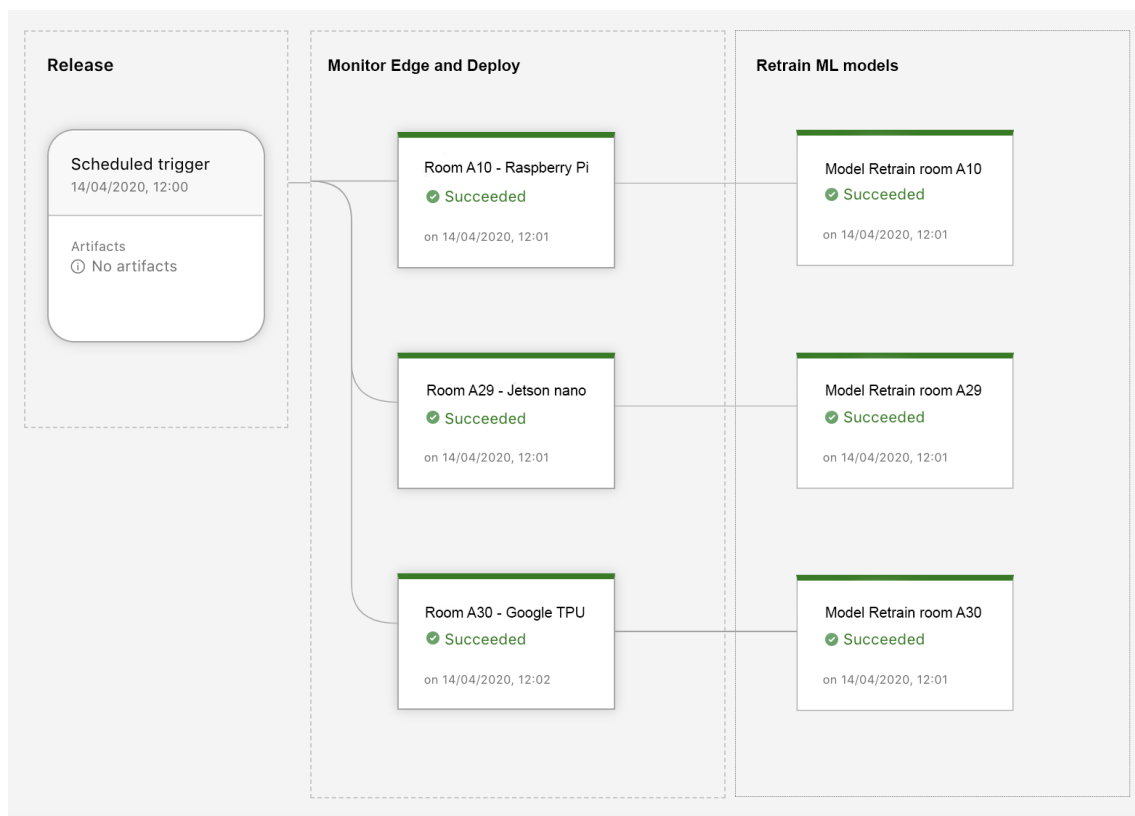 Release
Scheduled trigger
14/04/2020, 12:00
Artifacts
No artifacts
Monitor Edge and Deploy
Room A10 - Raspberry Pi
Succeeded
on 14/04/2020, 12:01
Room A29 - Jetson nano
Succeeded
on 14/04/2020, 12:01
Room A30 - Google TPU
Succeeded
on 14/04/2020, 12:02
Retrain ML models
Model Retrain room A10
Succeeded
on 14/04/2020, 12:01
Model Retrain room A29
Succeeded
on 14/04/2020, 12:01
Model Retrain room A30
Succeeded
on 14/04/2020, 12:01